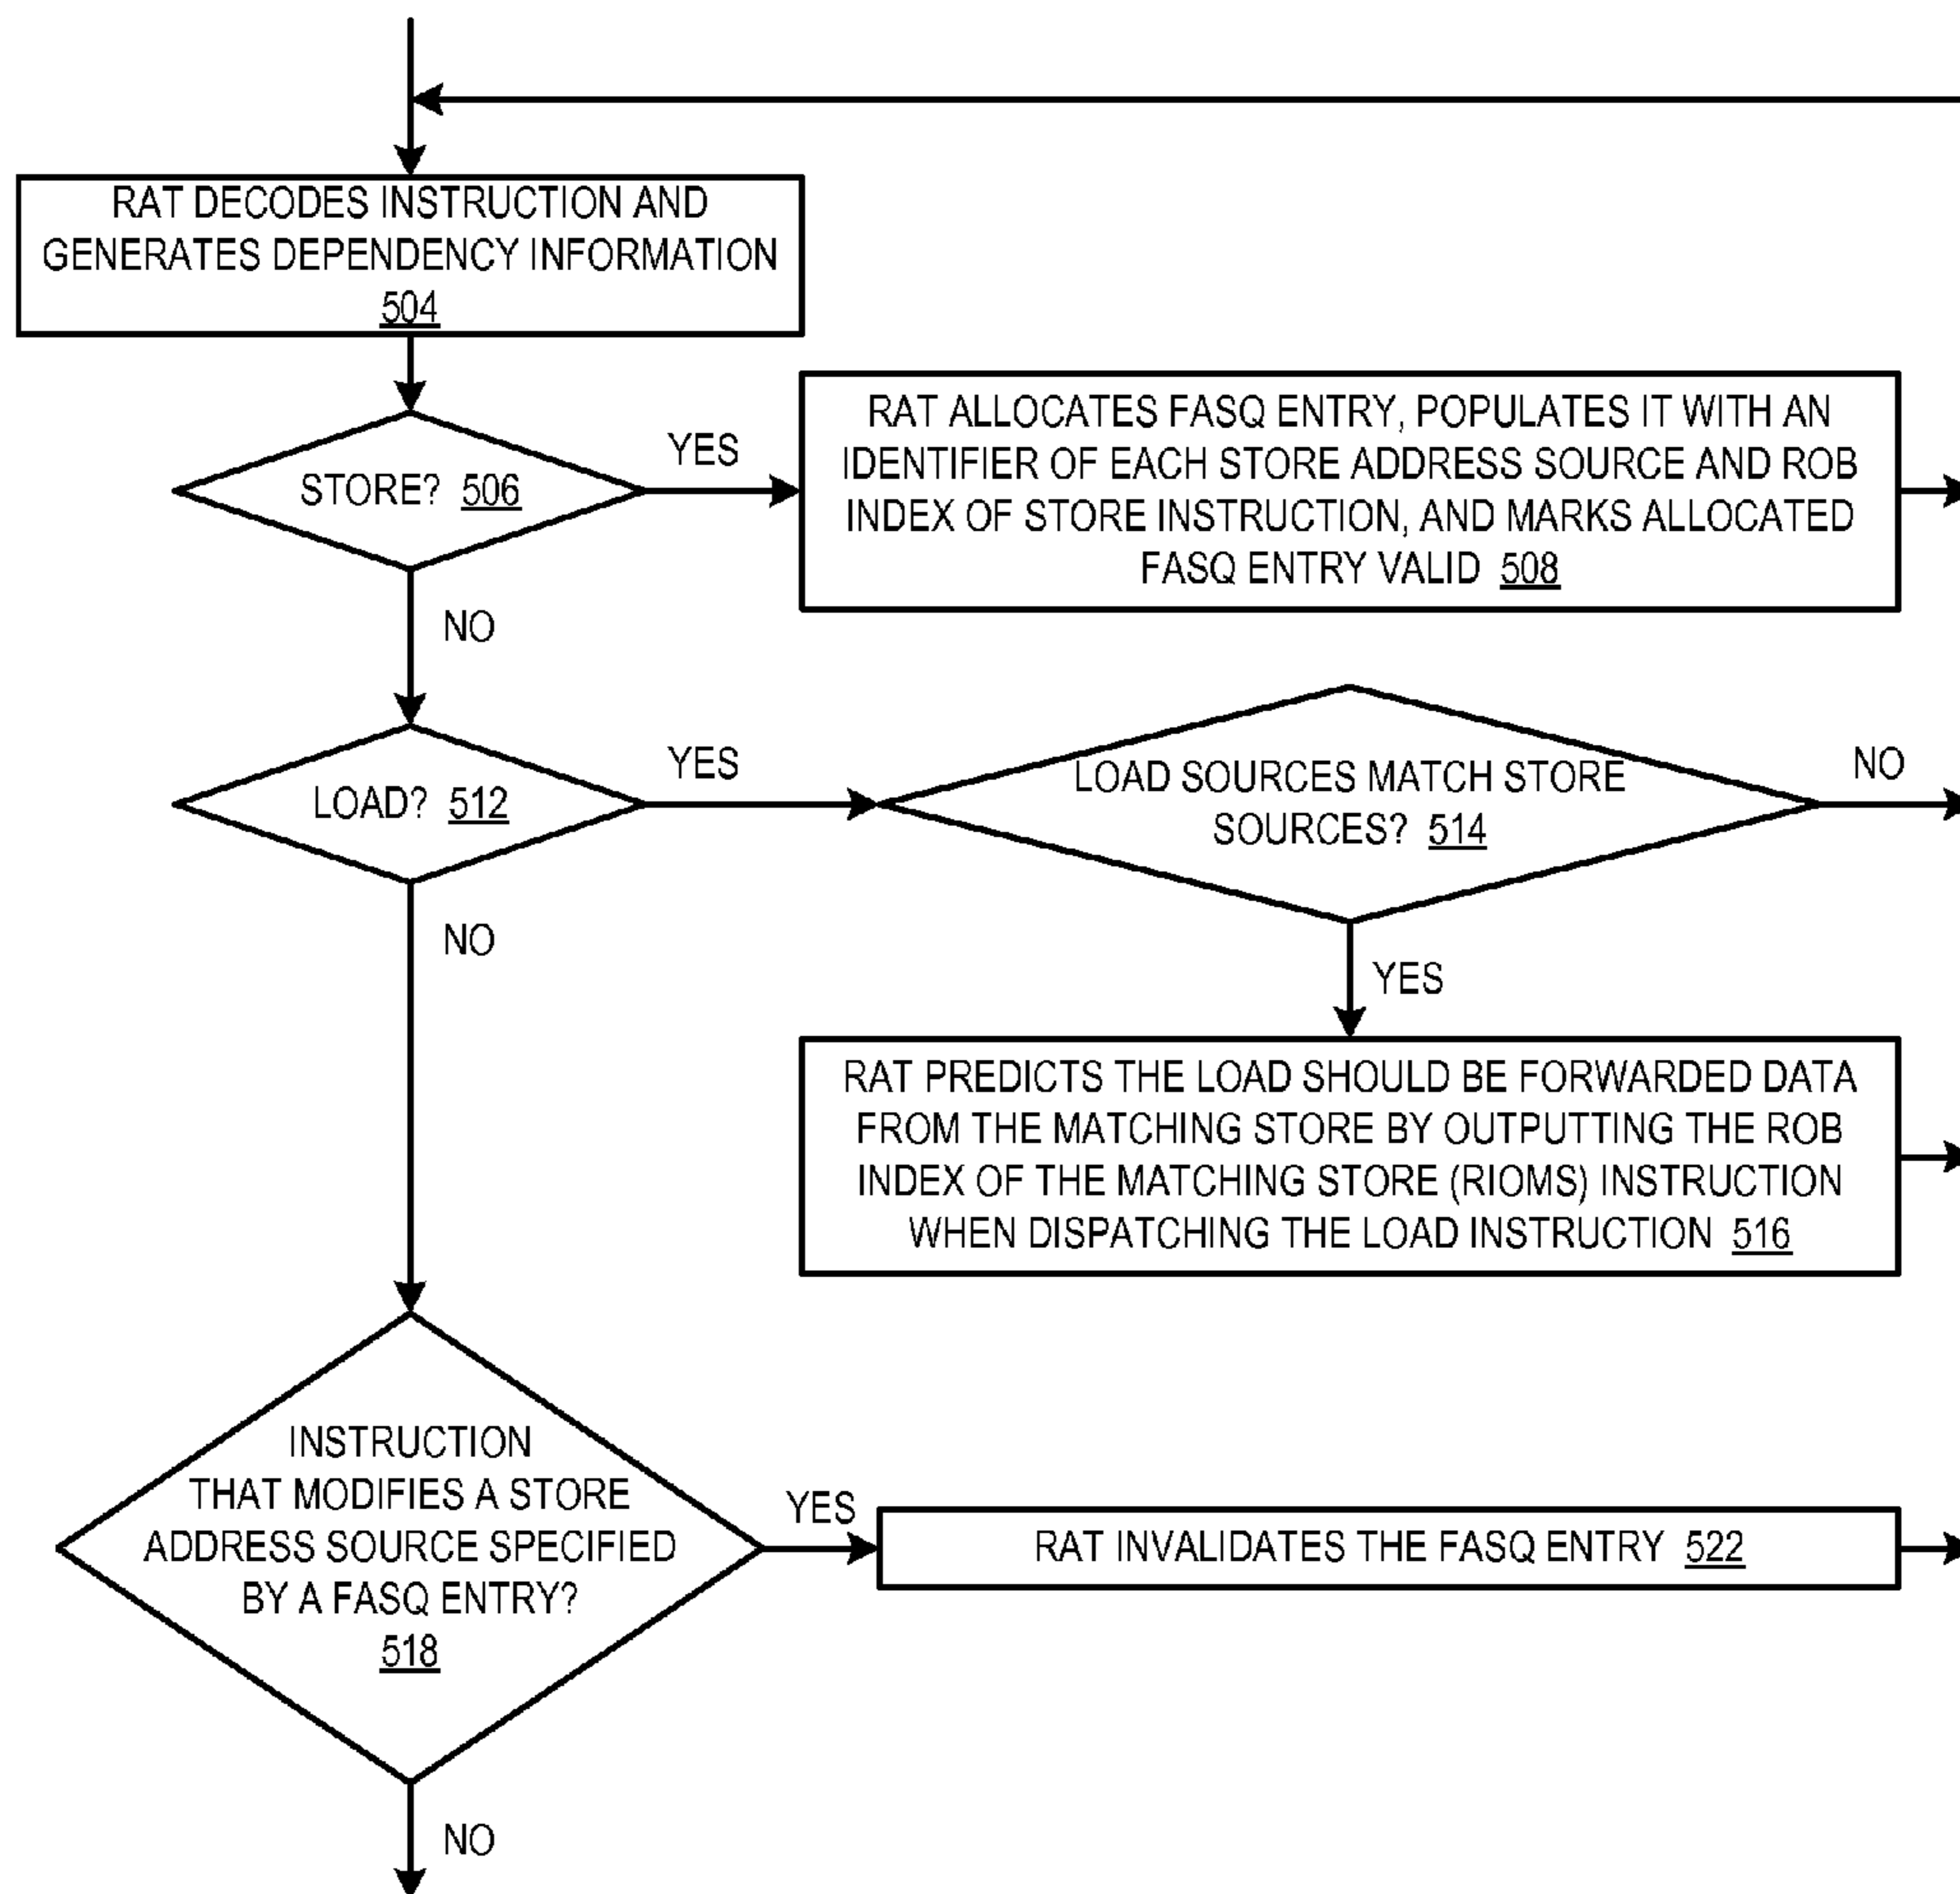 RAT DECODES INSTRUCTION AND
GENERATES DEPENDENCY INFORMATION
504
STORE? 506
YES
RAT ALLOCATES FASQ ENTRY, POPULATES IT WITH AN
IDENTIFIER OF EACH STORE ADDRESS SOURCE AND ROB
INDEX OF STORE INSTRUCTION, AND MARKS ALLOCATED
FASQ ENTRY VALID 508
NO
LOAD? 512
YES
LOAD SOURCES MATCH STORE
SOURCES? 514
NO
NO
YES
RAT PREDICTS THE LOAD SHOULD BE FORWARDED DATA
FROM THE MATCHING STORE BY OUTPUTTING THE ROB
INDEX OF THE MATCHING STORE (RIOMS) INSTRUCTION
WHEN DISPATCHING THE LOAD INSTRUCTION 516
INSTRUCTION
THAT MODIFIES A STORE
ADDRESS SOURCE SPECIFIED
BY A FASQ ENTRY?
518
YES
RAT INVALIDATES THE FASQ ENTRY 522
NO